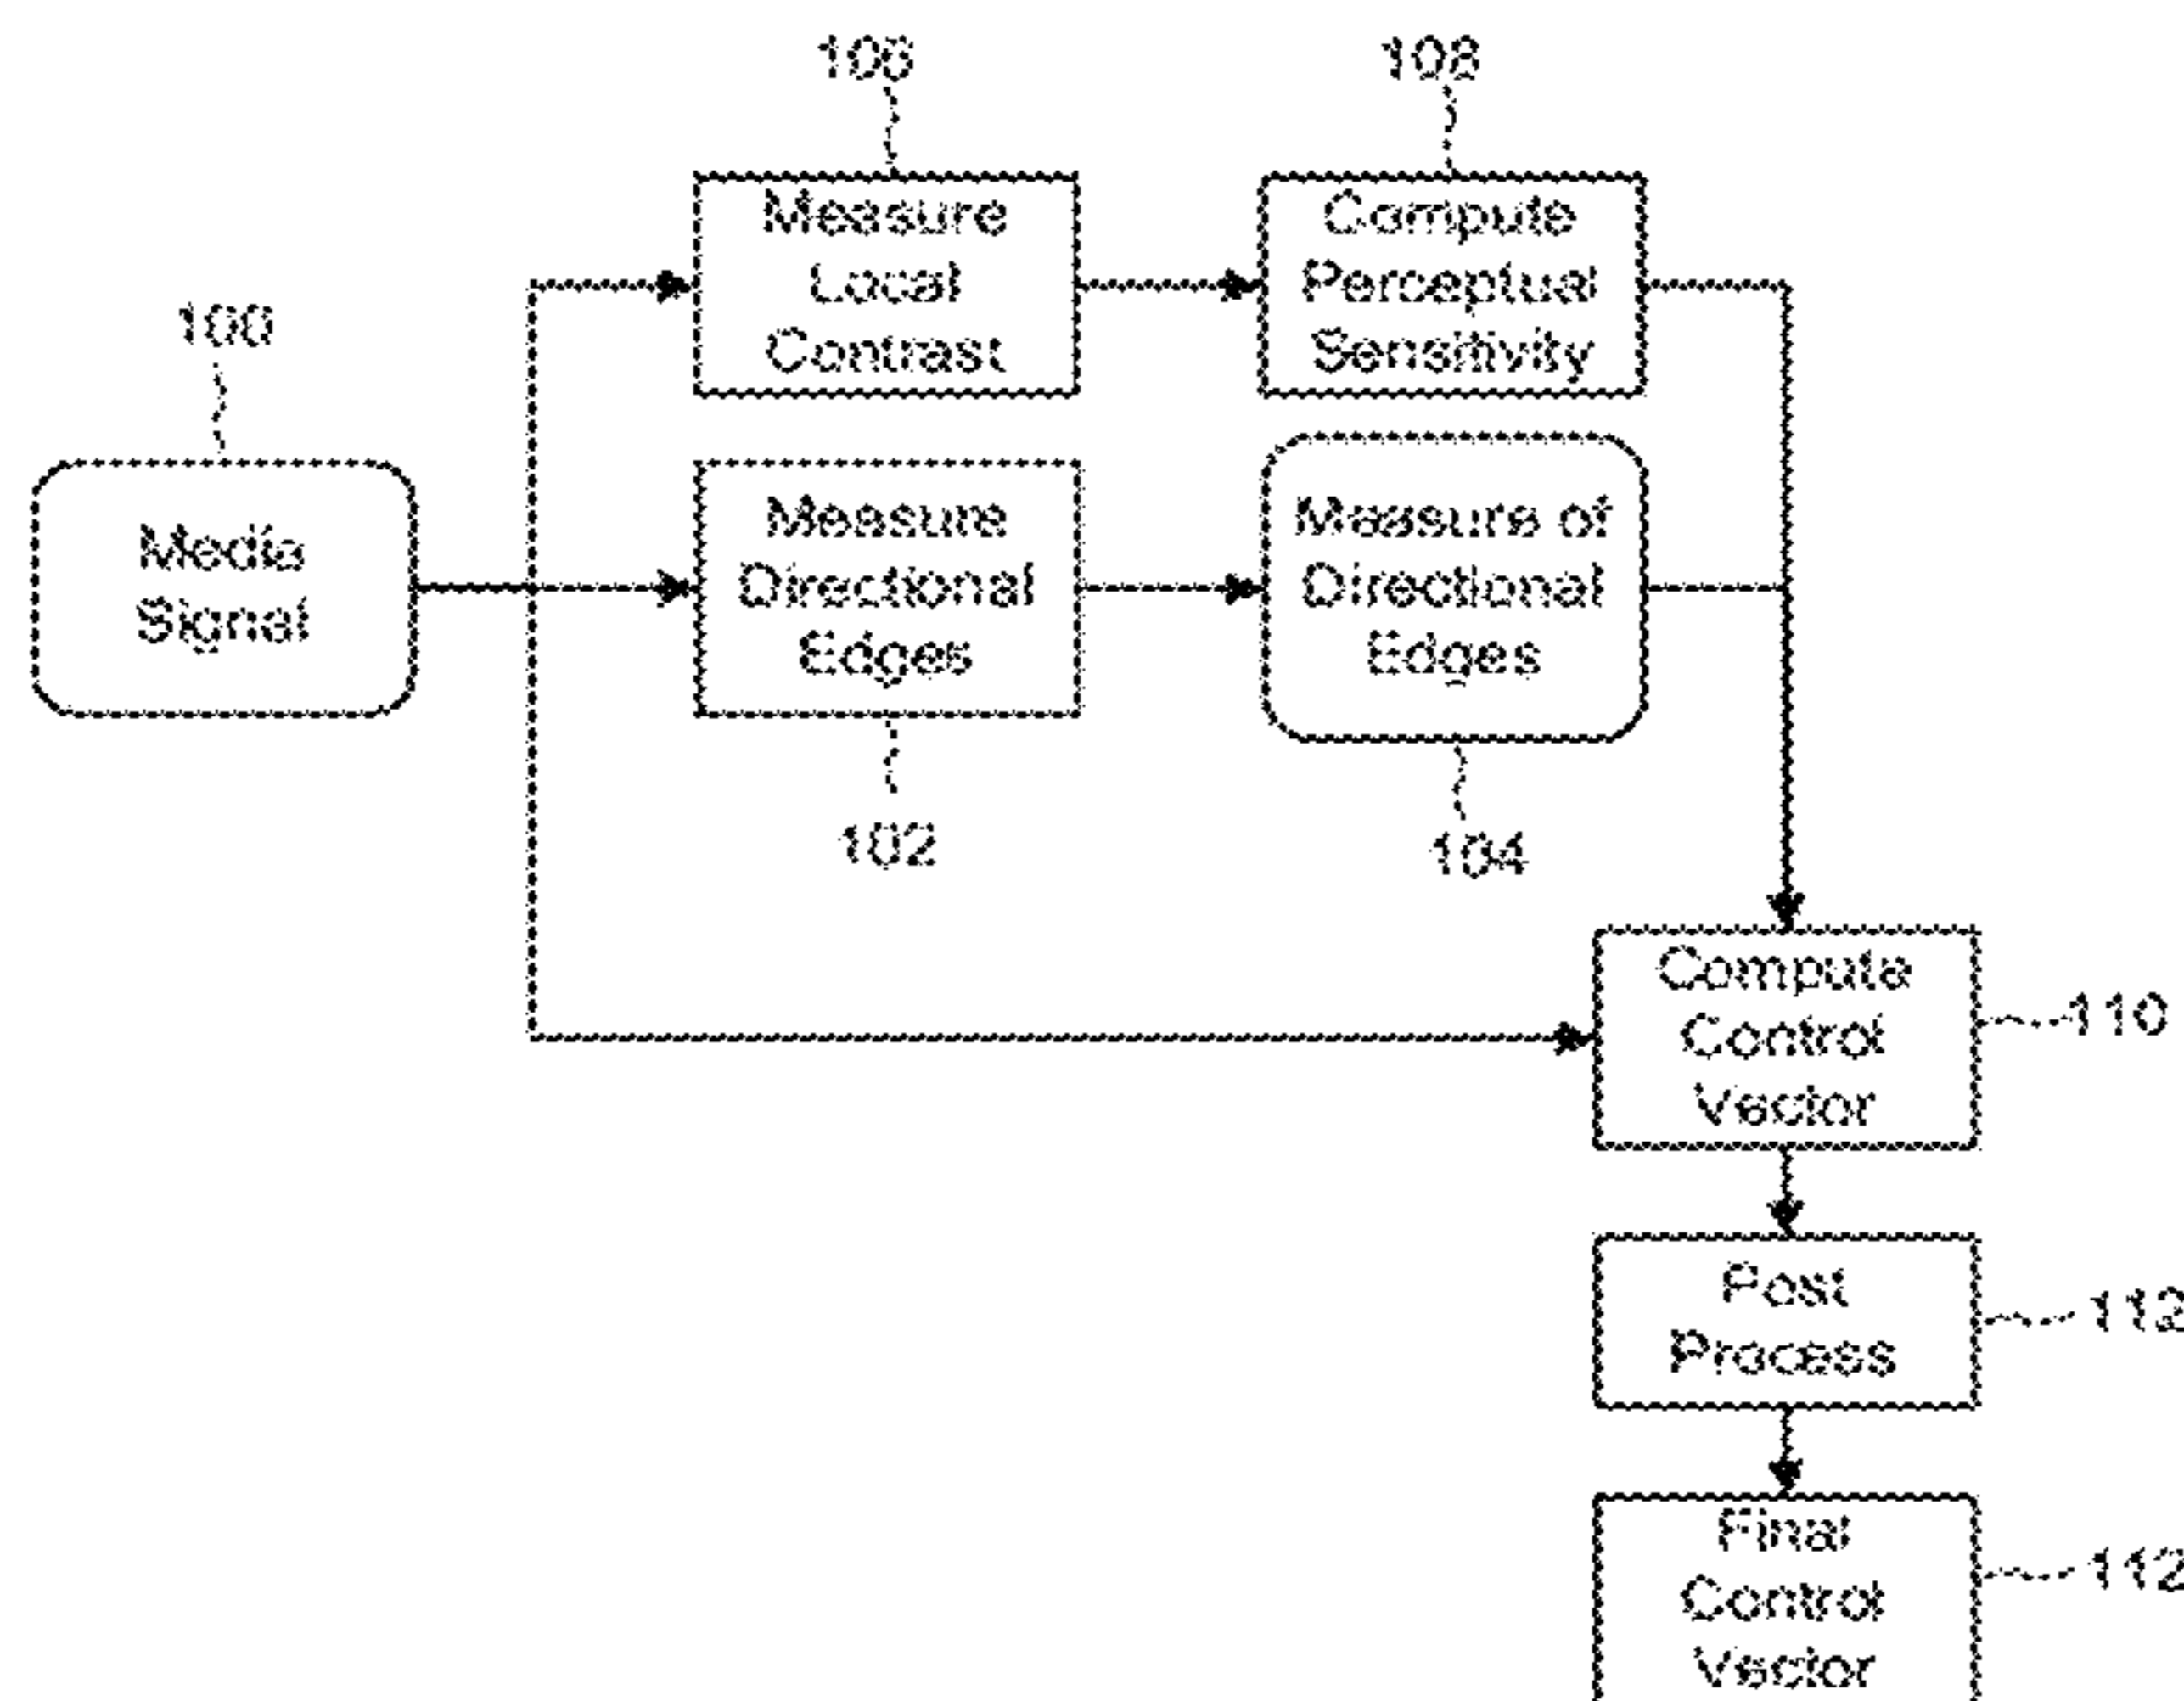 106
108
Measure
Local
Contrast
Compute
Perceptual
Sensitivity
100
Media
Signal
Measure
Directional
Edges
Measure of
Directional
Edges
102
104
Compute
Control
Vector
110
Post
Process
Final
Control
Vector
112